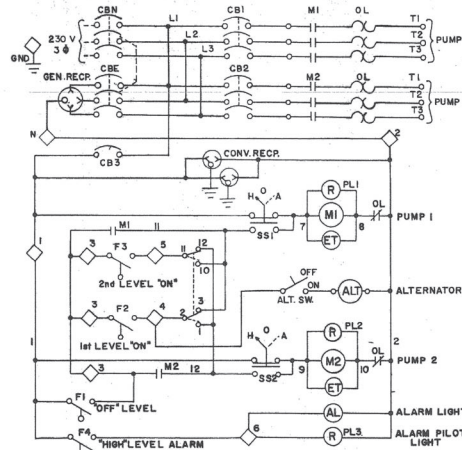 CBN L1 CB1 M1 OL T1
230 V
3 ϕ
L2 T2 PUMP
L3 T3
GND
GEN. RECP. CBE CB2 M2 OL T1
T2 PUMP
T3
N 2
CB3 CONV. RECP.
H O A R PL1
M1 OL PUMP 1
SS1 7 8
ET
1 M1 11
3 F3 5 11 12
10
2nd LEVEL "ON"
OFF
ON
ALT. SW. ALT ALTERNATOR
3 F2 4 2 3
1
1st LEVEL "ON"
1 H O A R PL2 2
M2 OL PUMP 2
SS2 9 10
ET
3 M2 12
F1 "OFF" LEVEL
AL ALARM LIGHT
F4 6
"HIGH" LEVEL ALARM
R PL3 ALARM PILOT
LIGHT